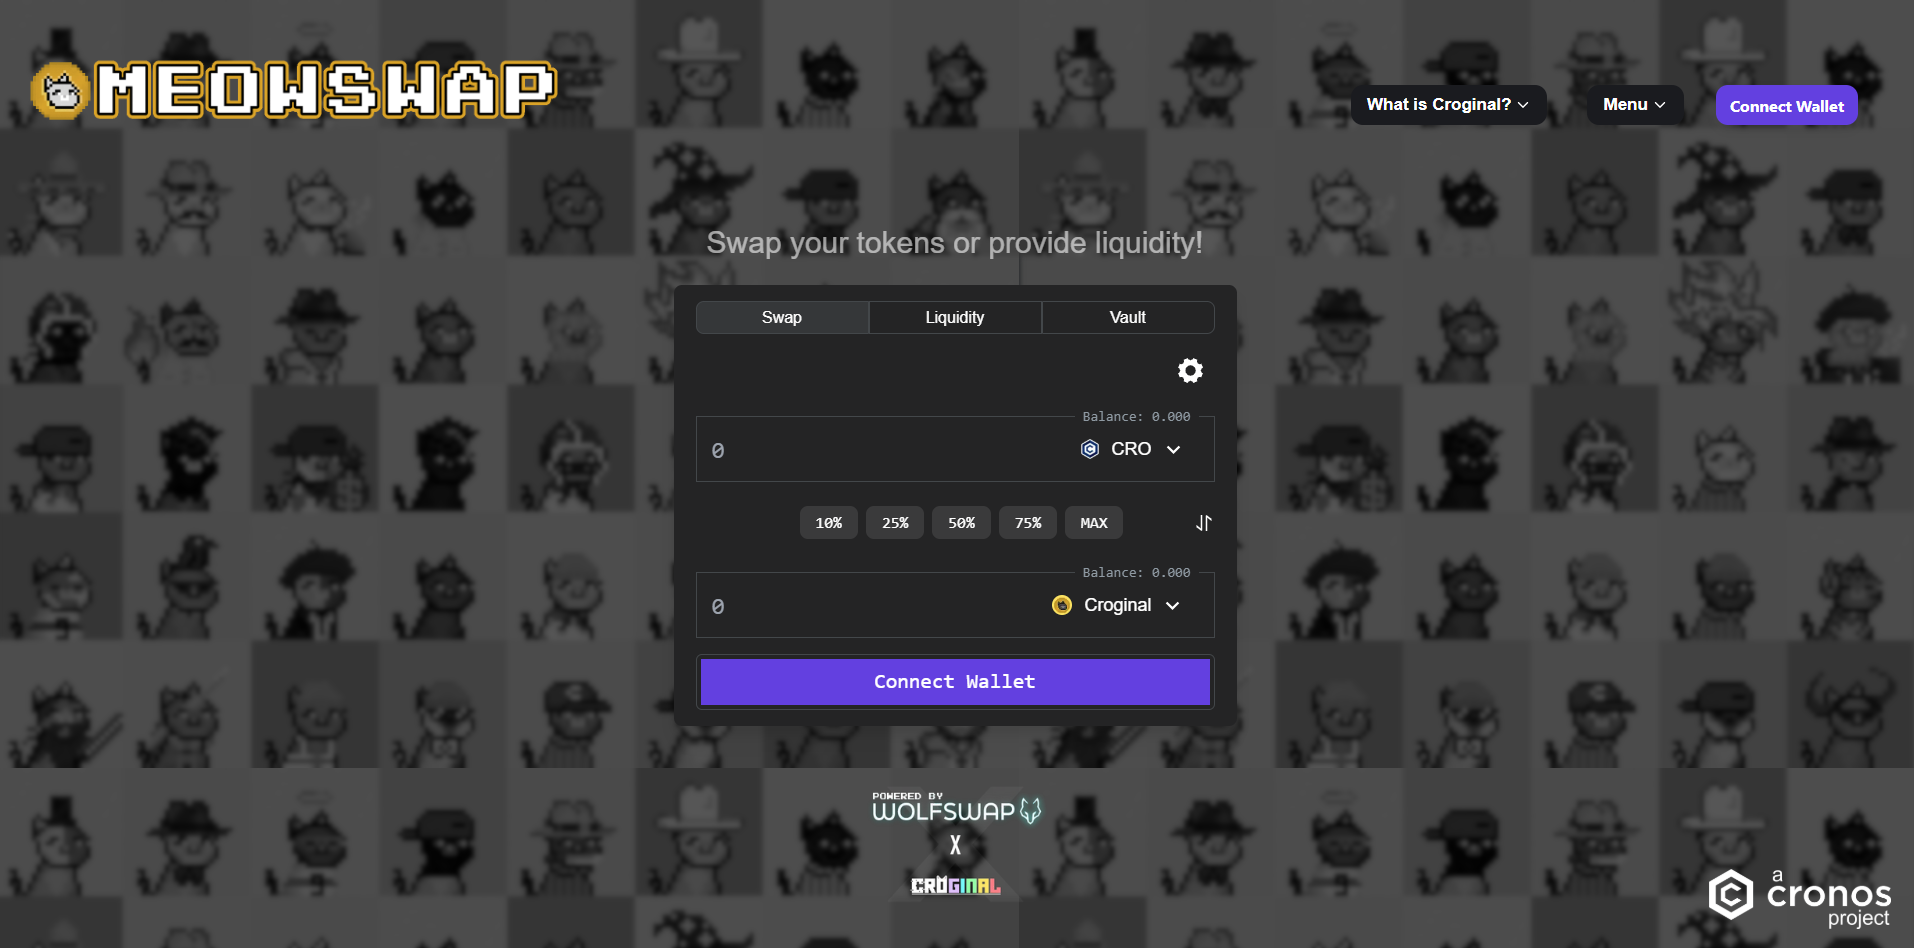 MEOWSWAP
What is Croginal?
Menu
Connect Wallet
Swap your tokens or provide liquidity!
Swap
Liquidity
Vault
Balance: 0.000
0
CRO
10%
25%
50%
75%
MAX
Balance: 0.000
0
Croginal
Connect Wallet
POWERED BY
WOLFSWAP
X
CROGINAL
a
cronos
project